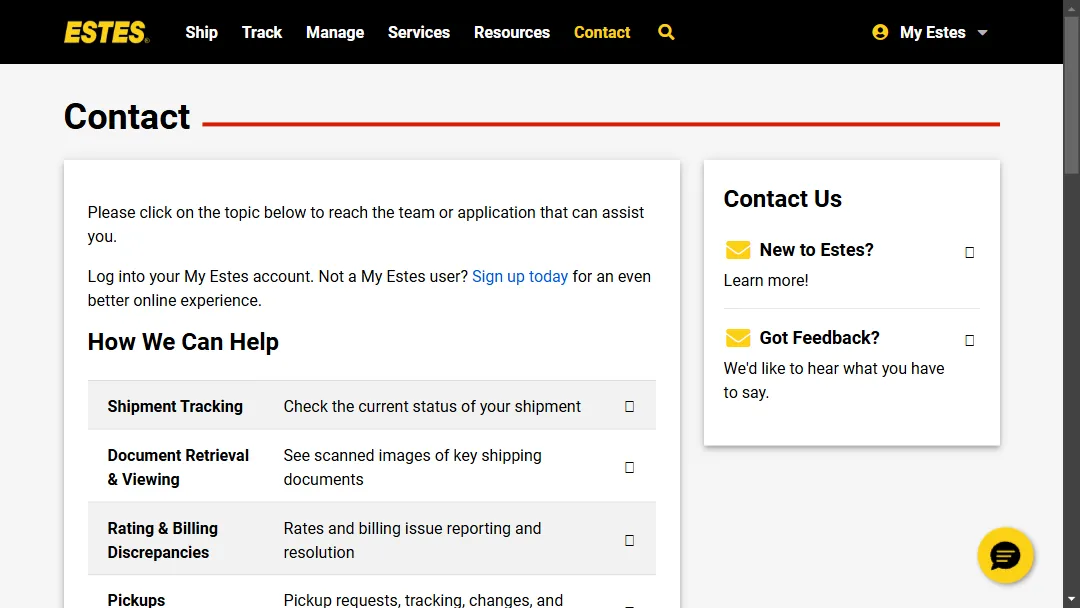 ESTES
Ship
Track
Manage
Services
Resources
Contact
My Estes
Contact
Please click on the topic below to reach the team or application that can assist
you.
Log into your My Estes account. Not a My Estes user? Sign up today for an even
better online experience.
How We Can Help
Shipment Tracking
Check the current status of your shipment
Document Retrieval
& Viewing
See scanned images of key shipping
documents
Rating & Billing
Discrepancies
Rates and billing issue reporting and
resolution
Pickups
Pickup requests, tracking, changes, and
Contact Us
New to Estes?
Learn more!
Got Feedback?
We'd like to hear what you have
to say.